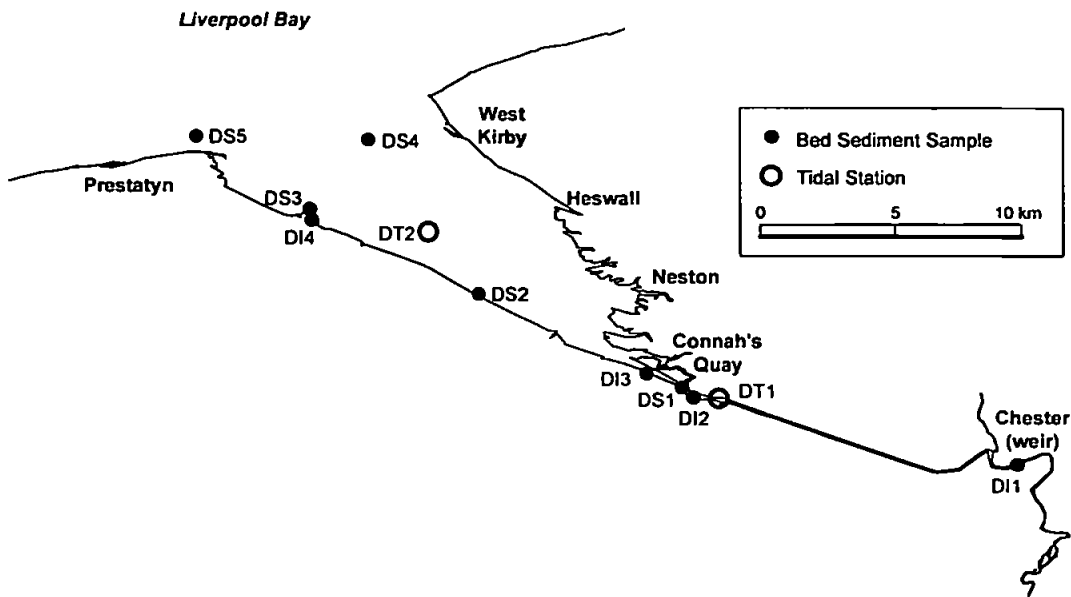 Liverpool Bay
West
Kirby
DS5
DS4
Prestatyn
Heswall
DS3
DI4
DT2
Neston
DS2
Connah's
Quay
DI3
DS1
DI2
DT1
Chester
(weir)
DI1
Bed Sediment Sample
Tidal Station
0 5 10 km